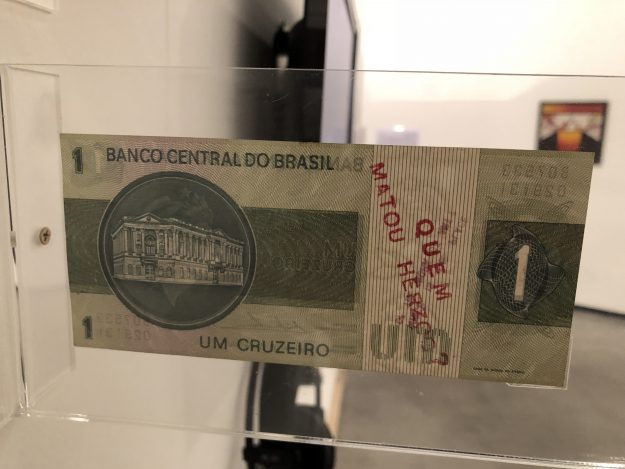 1
BANCO CENTRAL DO BRASIL
QUEM
MATOU HERZOG?
1
1
UM CRUZEIRO
UM